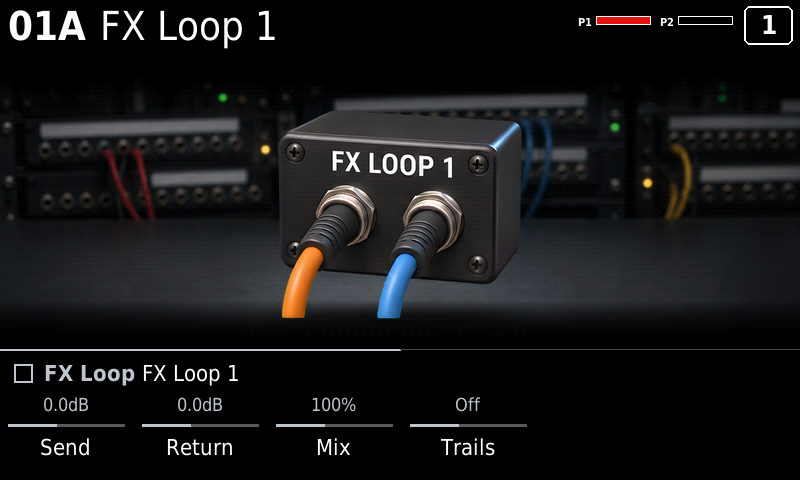 01A FX Loop 1
P1
P2
1
FX LOOP 1
FX Loop FX Loop 1
0.0dB
0.0dB
100%
Off
Send
Return
Mix
Trails